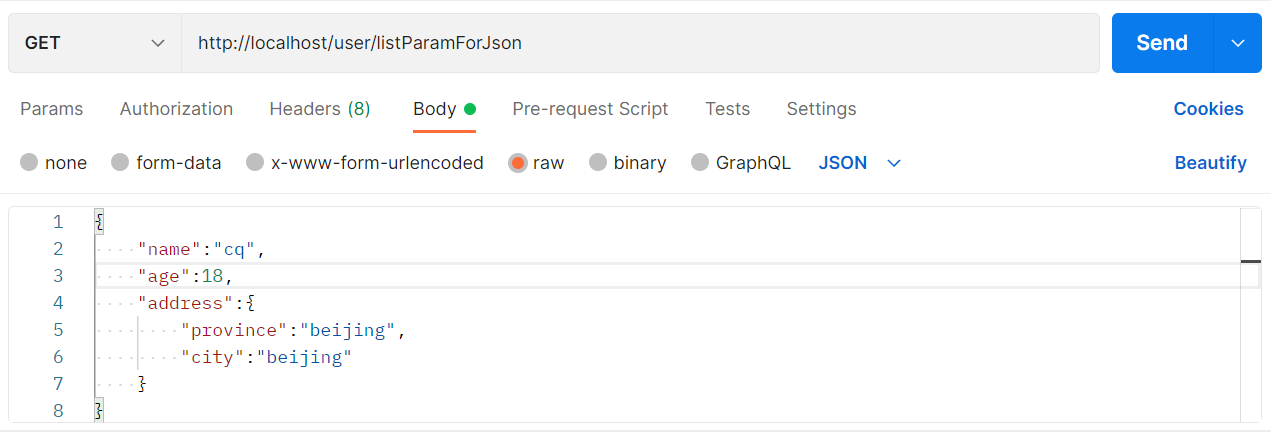 GET http://localhost/user/listParamForJson Send
Params Authorization Headers (8) Body Pre-request Script Tests Settings Cookies
none form-data x-www-form-urlencoded raw binary GraphQL JSON Beautify
1 {
2 "name":"cq",
3 "age":18,
4 "address":{
5 "province":"beijing",
6 "city":"beijing"
7 }
8 }